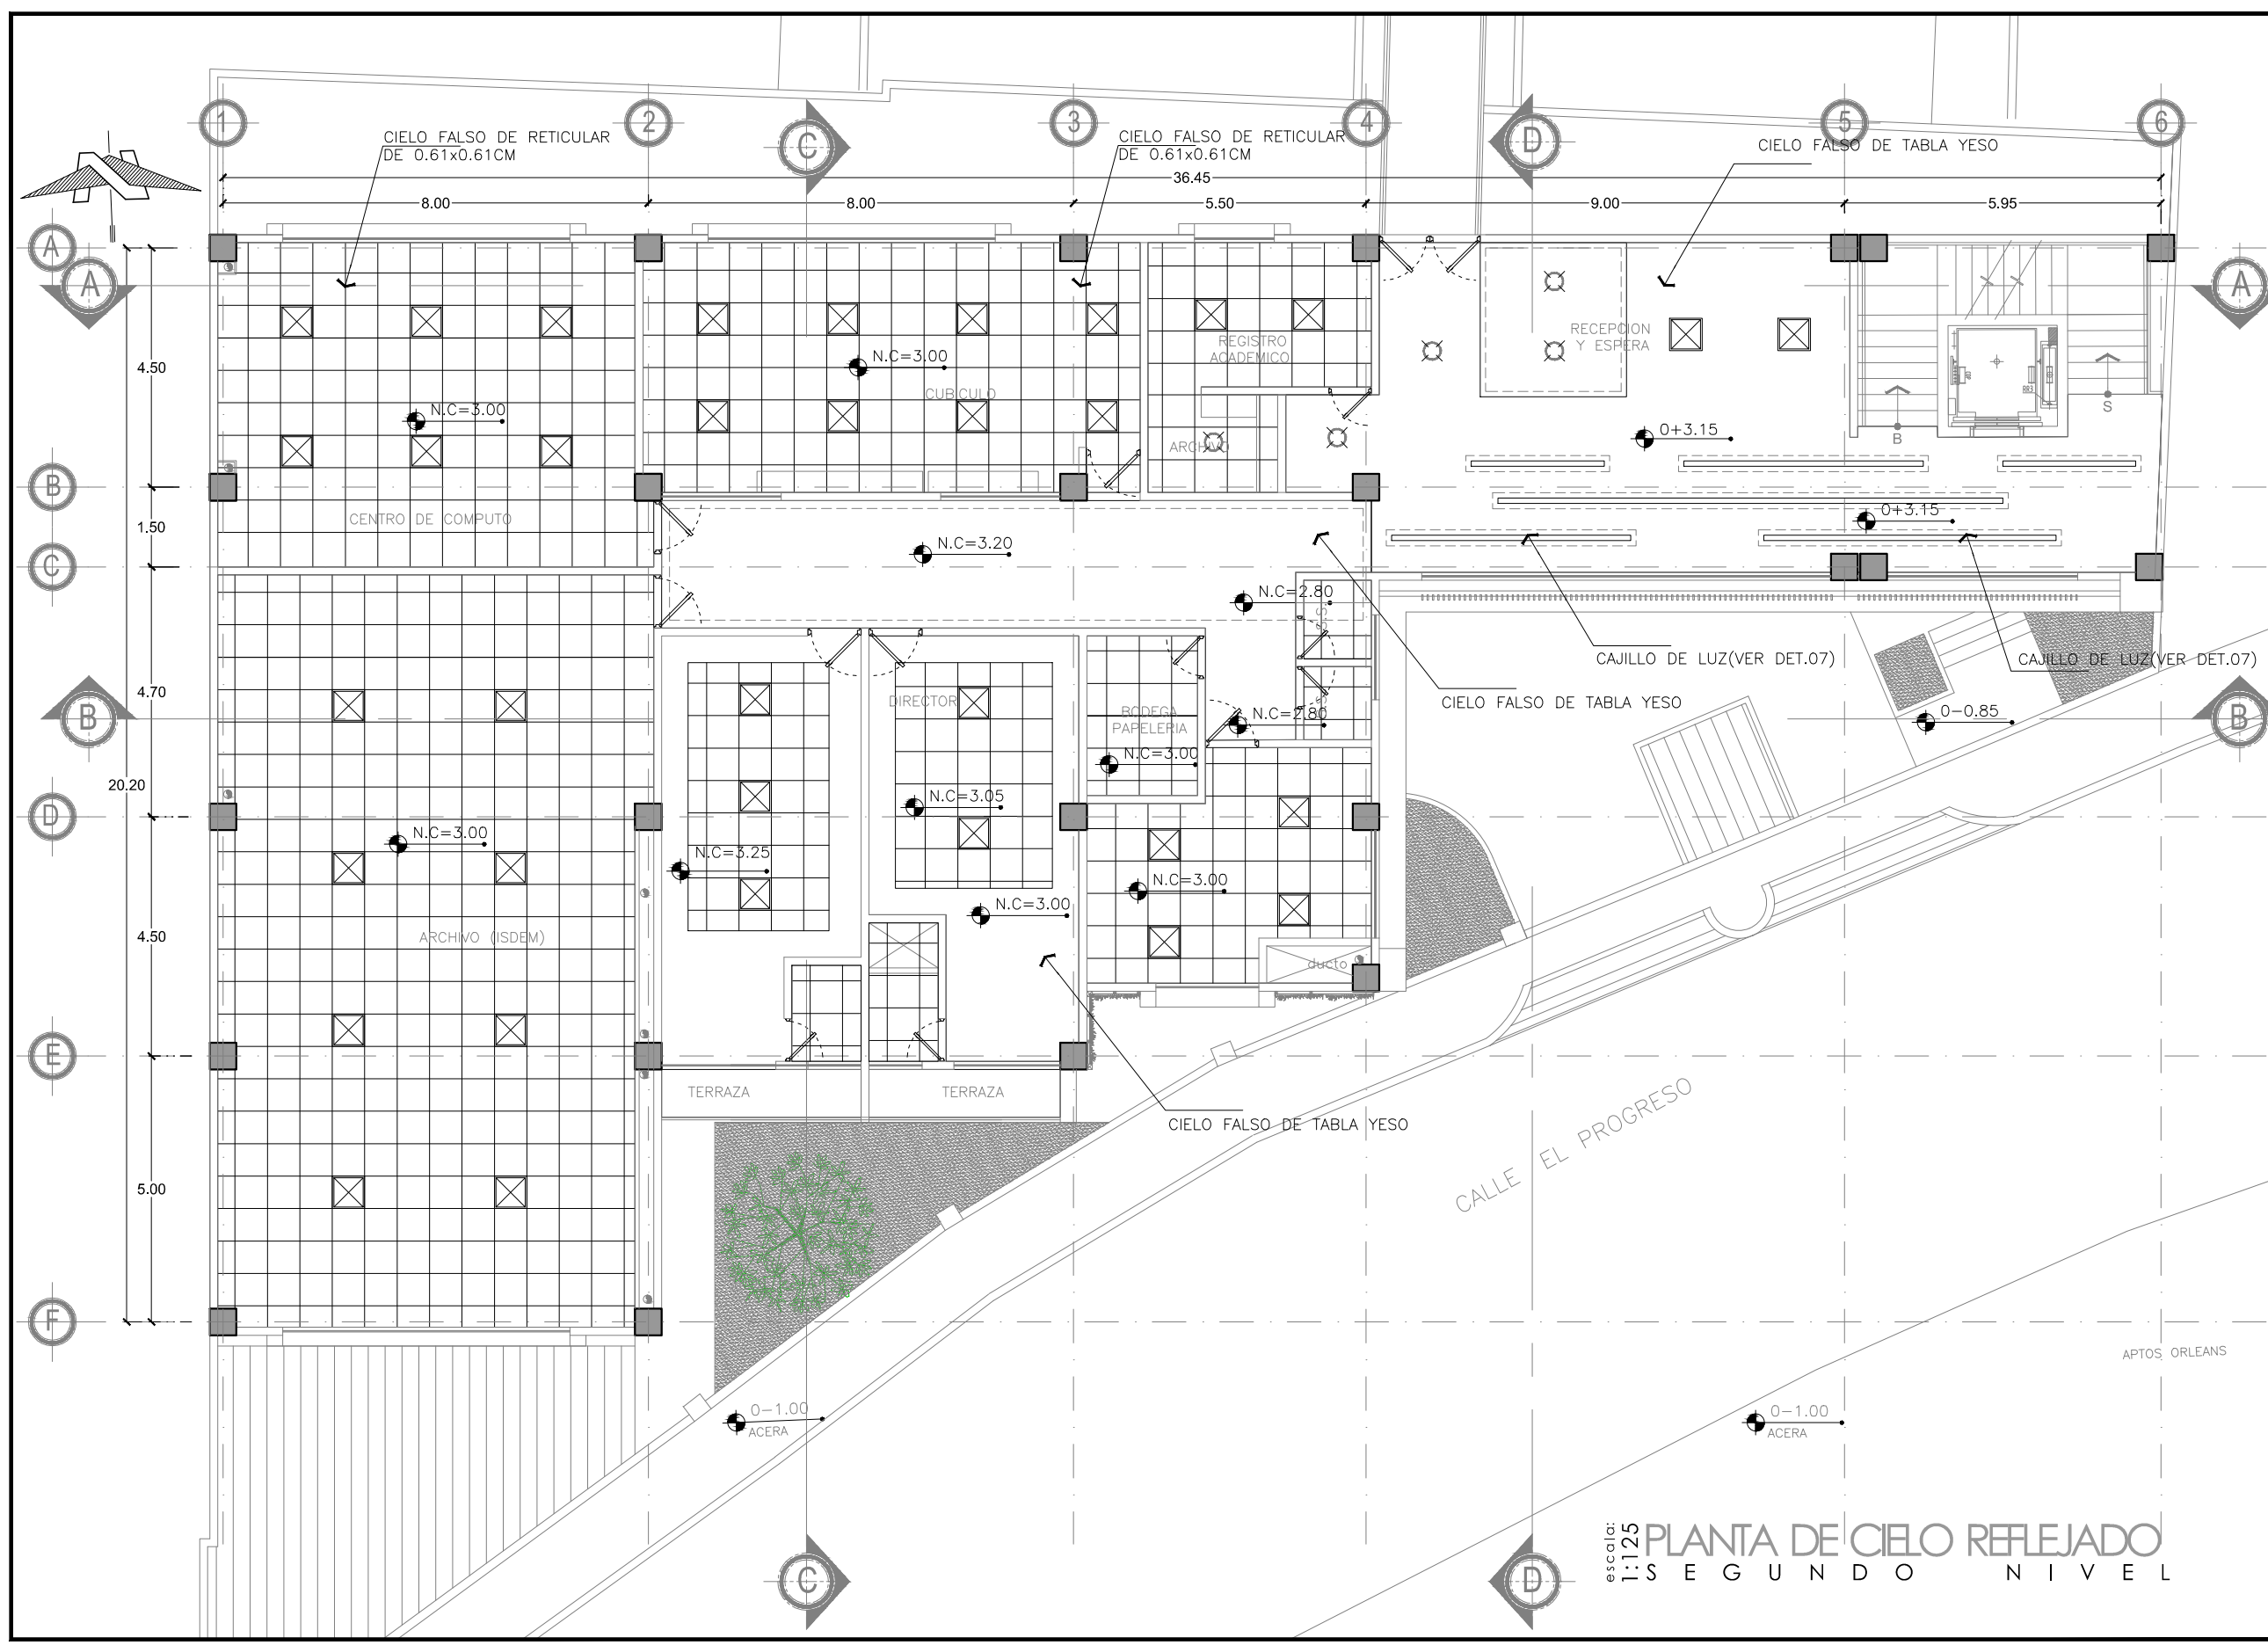 1
2
C
3
4
D
5
6
CIELO FALSO DE RETICULAR
DE 0.61x0.61CM
CIELO FALSO DE RETICULAR
DE 0.61x0.61CM
CIELO FALSO DE TABLA YESO
36.45
8.00
8.00
5.50
9.00
5.95
A
A
A
4.50
N.C=3.00
N.C=3.00
CUBICULO
REGISTRO
ACADEMICO
RECEPCION
Y ESPERA
ARCHIVO
0+3.15
B
S
B
1.50
CENTRO DE COMPUTO
N.C=3.20
0+3.15
C
N.C=2.80
S.S.
CAJILLO DE LUZ(VER DET.07)
CAJILLO DE LUZ(VER DET.07)
CIELO FALSO DE TABLA YESO
4.70
B
DIRECTOR
BODEGA
PAPELERIA
N.C=2.80
0-0.85
B
N.C=3.00
20.20
D
N.C=3.05
N.C=3.00
N.C=3.25
N.C=3.00
N.C=3.00
4.50
ARCHIVO (ISDEM)
ducto
E
TERRAZA
TERRAZA
CIELO FALSO DE TABLA YESO
CALLE EL PROGRESO
5.00
F
APTOS ORLEANS
0-1.00
ACERA
0-1.00
ACERA
C
D
escala:
1:125
PLANTA DE CIELO REFLEJADO
SEGUNDO NIVEL